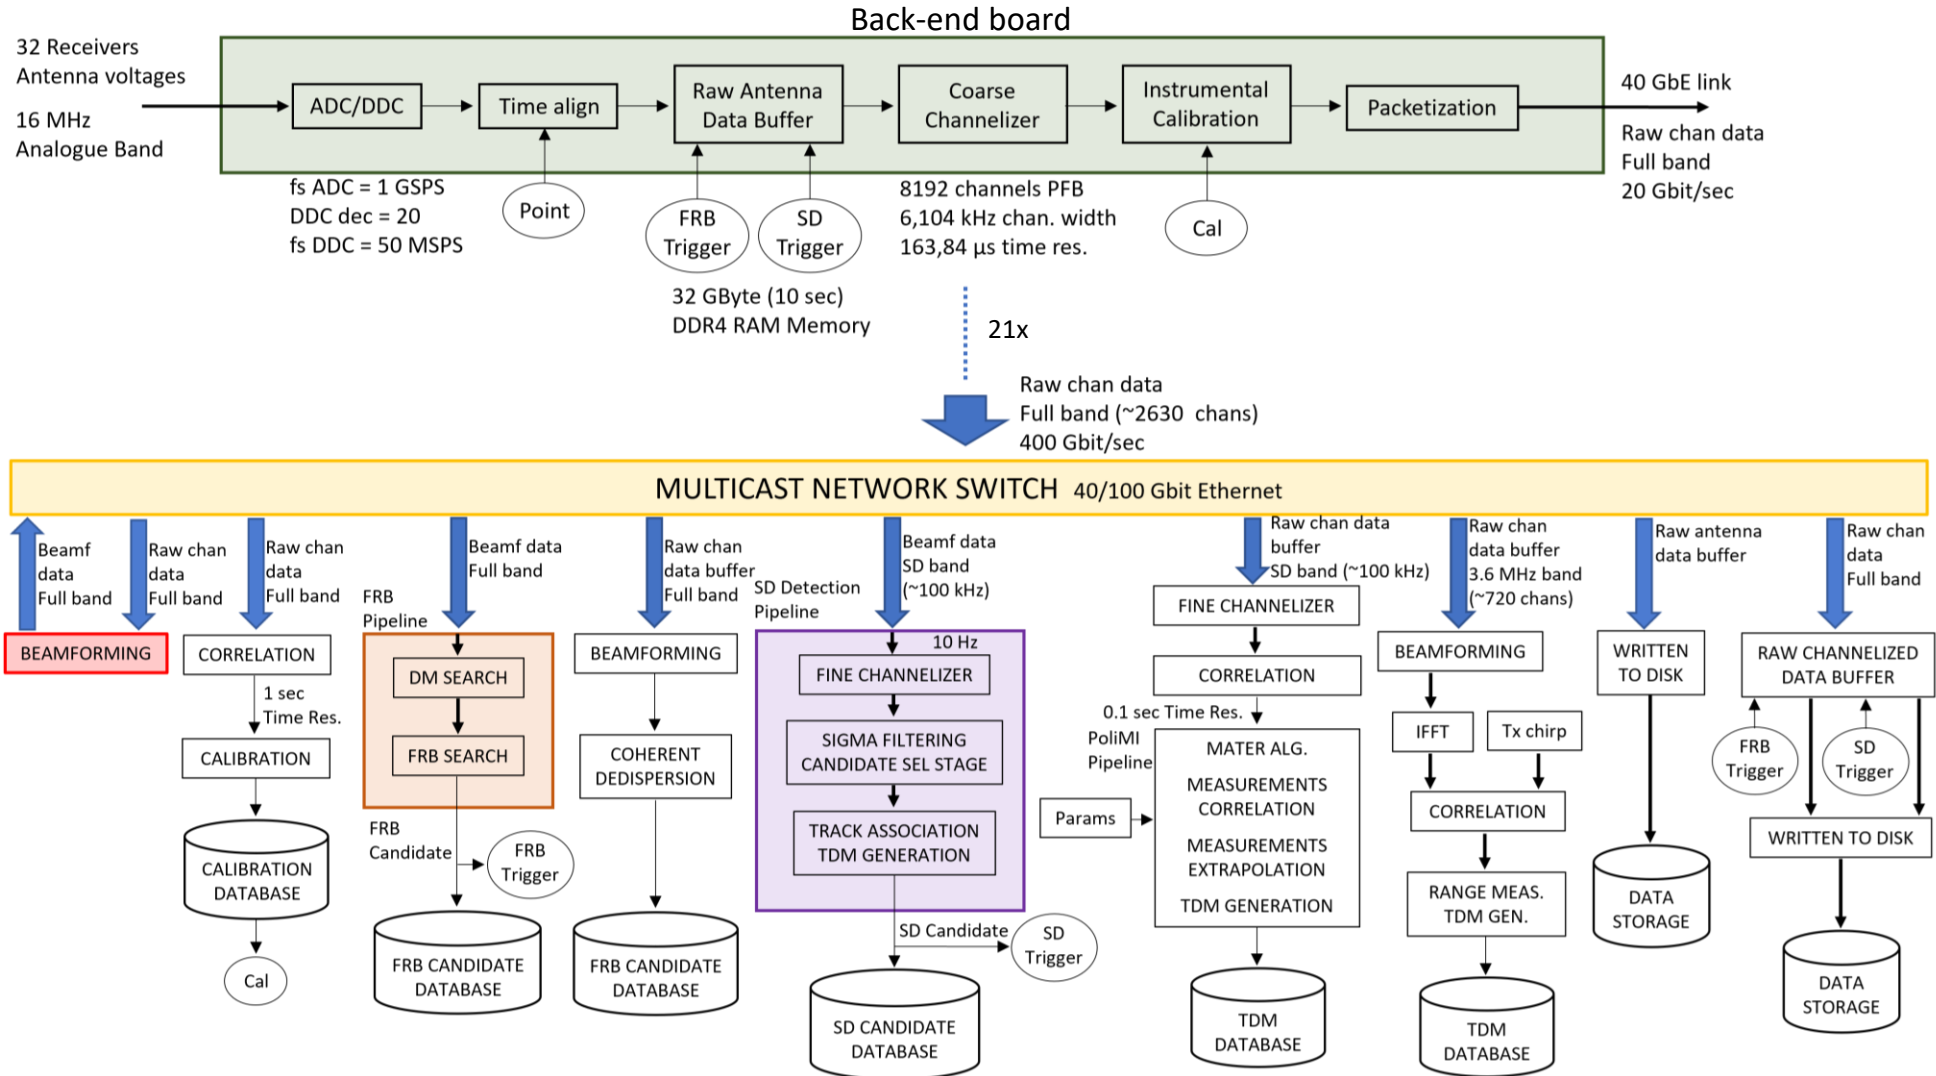 Back-end board
32 Receivers
Antenna voltages
16 MHz
Analogue Band
ADC/DDC
Time align
Raw Antenna
Data Buffer
Coarse
Channelizer
Instrumental
Calibration
Packetization
40 GbE link
Raw chan data
Full band
20 Gbit/sec
fs ADC = 1 GSPS
DDC dec = 20
fs DDC = 50 MSPS
Point
FRB
Trigger
SD
Trigger
8192 channels PFB
6,104 kHz chan. width
163,84 µs time res.
Cal
32 GByte (10 sec)
DDR4 RAM Memory
21x
Raw chan data
Full band (~2630 chans)
400 Gbit/sec
MULTICAST NETWORK SWITCH 40/100 Gbit Ethernet
Beamf
data
Full band
Raw chan
data
Full band
Raw chan
data
Full band
Beamf data
Full band
Raw chan
data buffer
Full band
Beamf data
SD band
(~100 kHz)
Raw chan data
buffer
SD band (~100 kHz)
Raw chan
data buffer
3.6 MHz band
(~720 chans)
Raw antenna
data buffer
Raw chan
data
Full band
BEAMFORMING
CORRELATION
1 sec
Time Res.
CALIBRATION
CALIBRATION
DATABASE
Cal
FRB
Pipeline
DM SEARCH
FRB SEARCH
FRB
Candidate
FRB
Trigger
FRB CANDIDATE
DATABASE
BEAMFORMING
COHERENT
DEDISPERSION
FRB CANDIDATE
DATABASE
SD Detection
Pipeline
10 Hz
FINE CHANNELIZER
SIGMA FILTERING
CANDIDATE SEL STAGE
TRACK ASSOCIATION
TDM GENERATION
SD Candidate
SD
Trigger
SD CANDIDATE
DATABASE
FINE CHANNELIZER
CORRELATION
0.1 sec Time Res.
PoliMI
Pipeline
Params
MATER ALG.
MEASUREMENTS
CORRELATION
MEASUREMENTS
EXTRAPOLATION
TDM GENERATION
TDM
DATABASE
BEAMFORMING
IFFT
Tx chirp
CORRELATION
RANGE MEAS.
TDM GEN.
TDM
DATABASE
WRITTEN
TO DISK
DATA
STORAGE
RAW CHANNELIZED
DATA BUFFER
FRB
Trigger
SD
Trigger
WRITTEN TO DISK
DATA
STORAGE